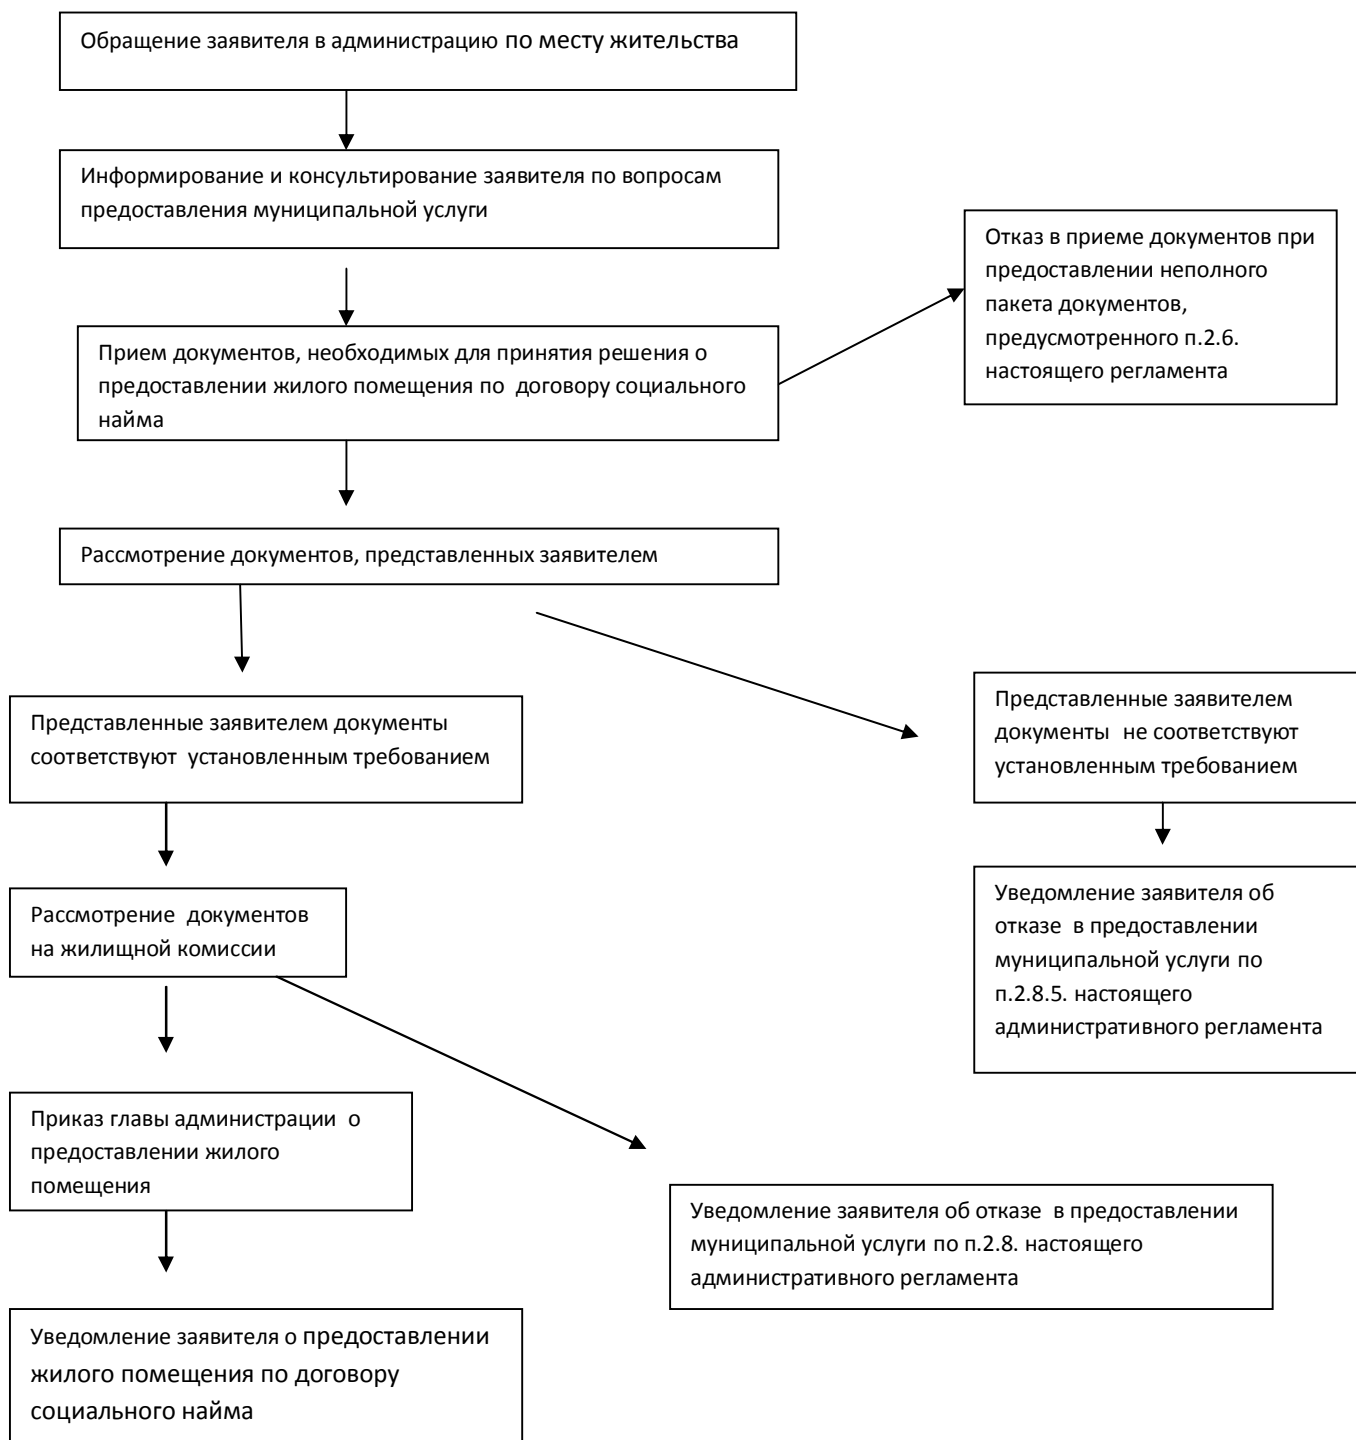 Обращение заявителя в администрацию по месту жительства
Информирование и консультирование заявителя по вопросам
предоставления муниципальной услуги
Отказ в приеме документов при
предоставлении неполного
пакета документов,
предусмотренного п.2.6.
настоящего регламента
Прием документов, необходимых для принятия решения о
предоставлении жилого помещения по договору социального
найма
Рассмотрение документов, представленных заявителем
Представленные заявителем документы
соответствуют установленным требованием
Представленные заявителем
документы не соответствуют
установленным требованием
Рассмотрение документов
на жилищной комиссии
Уведомление заявителя об
отказе в предоставлении
муниципальной услуги по
п.2.8.5. настоящего
административного регламента
Приказ главы администрации о
предоставлении жилого
помещения
Уведомление заявителя об отказе в предоставлении
муниципальной услуги по п.2.8. настоящего
административного регламента
Уведомление заявителя о предоставлении
жилого помещения по договору
социального найма